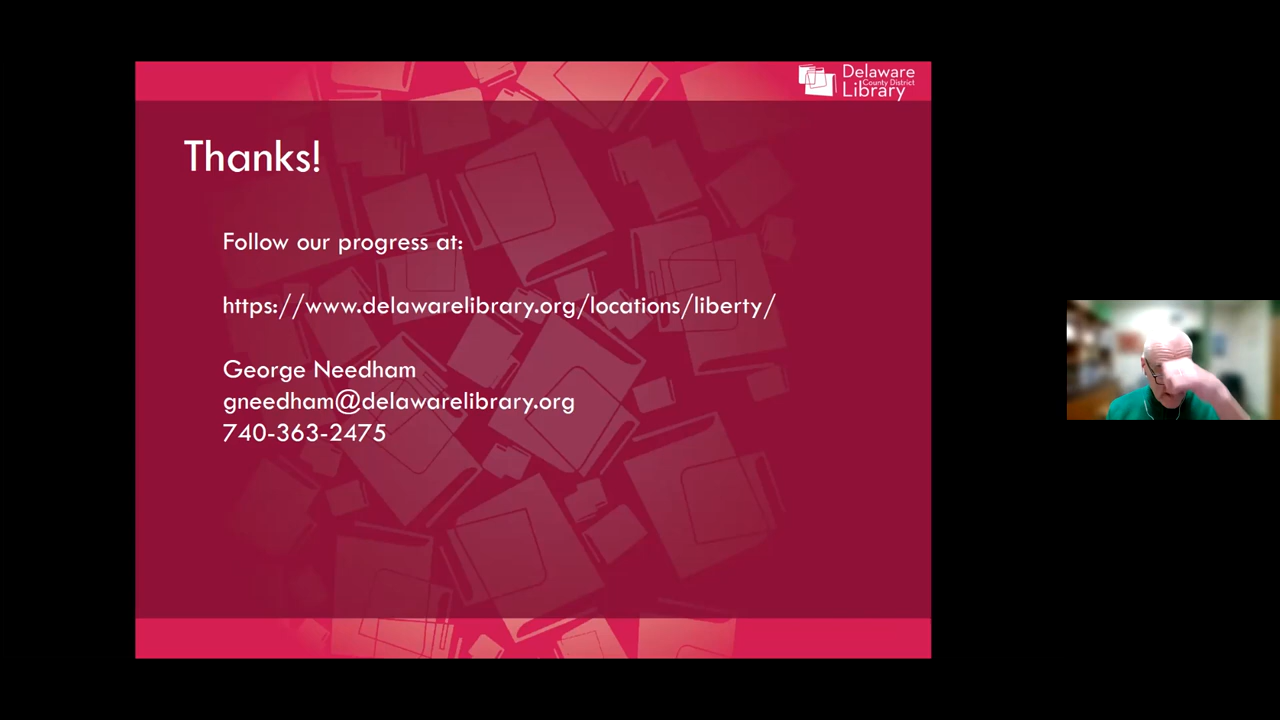 Delaware
County District
Library
Thanks!
Follow our progress at:
https://www.delawarelibrary.org/locations/liberty/
George Needham
gneedham@delawarelibrary.org
740-363-2475